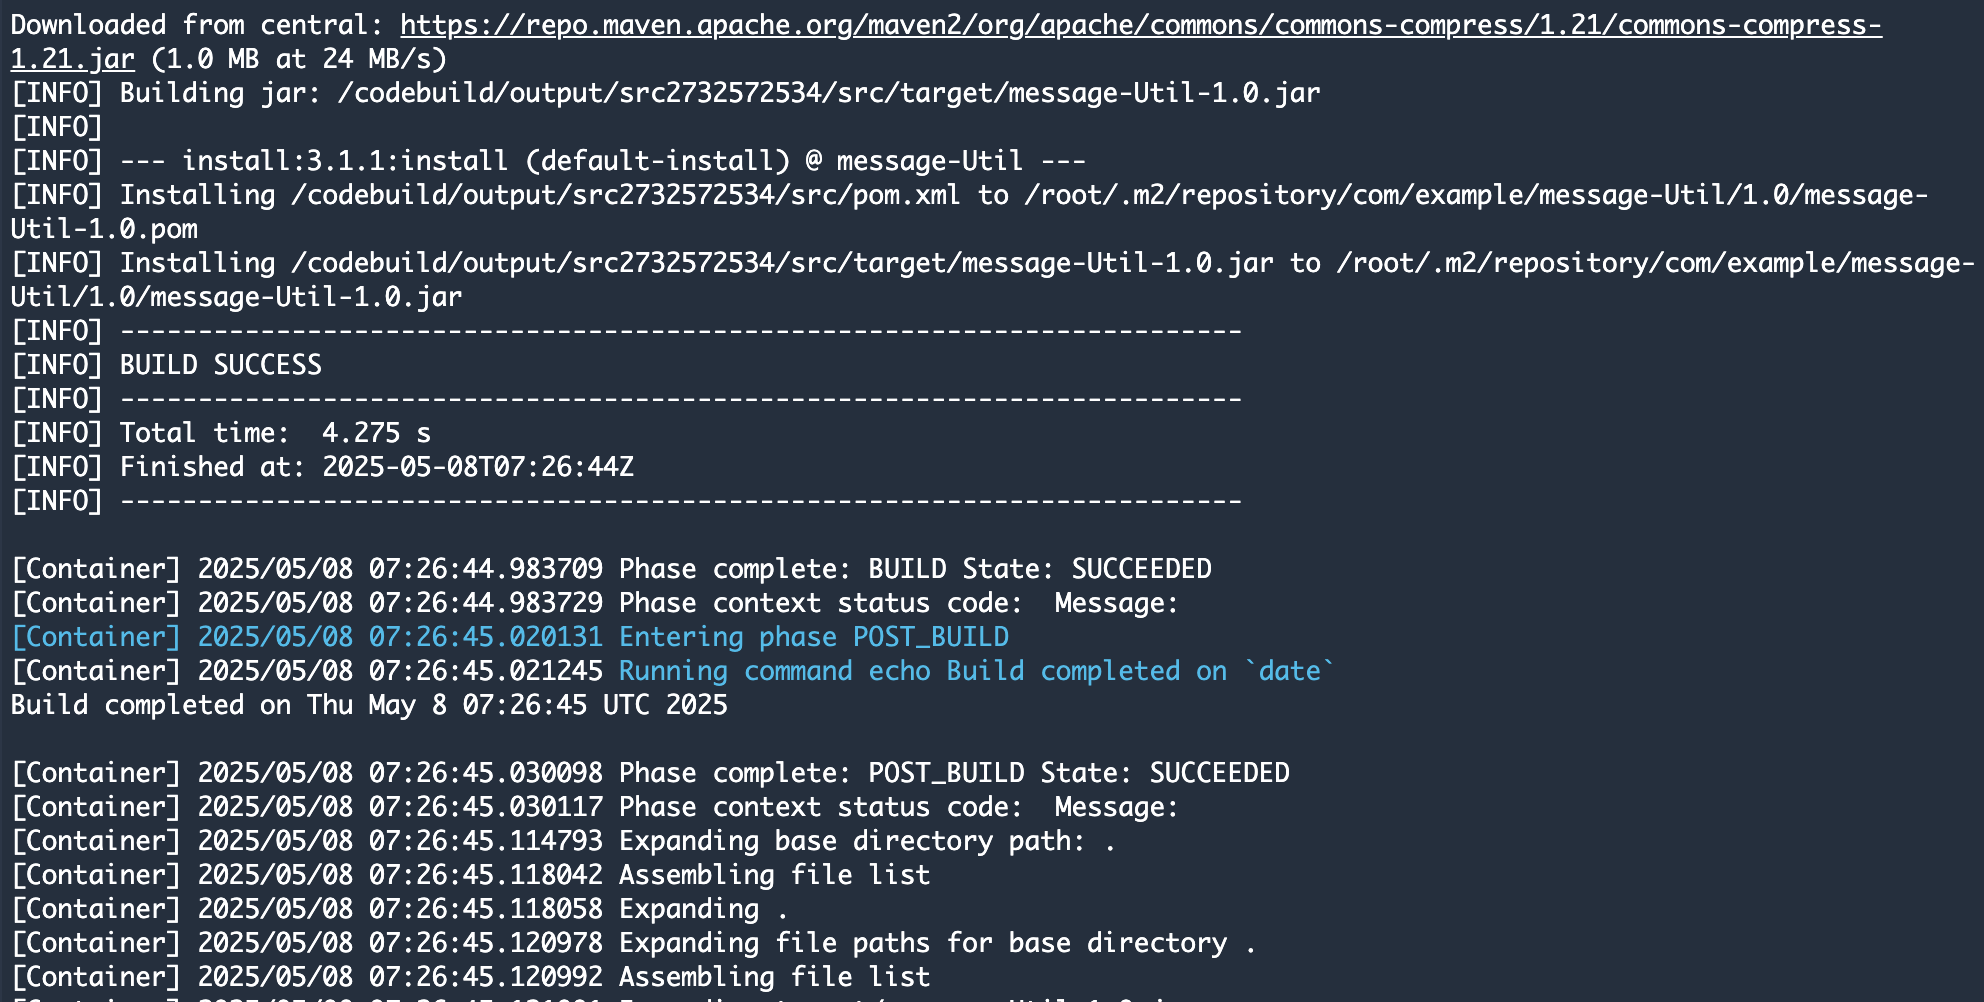 Downloaded from central: https://repo.maven.apache.org/maven2/org/apache/commons/commons-compress/1.21/commons-compress-
1.21.jar (1.0 MB at 24 MB/s)
[INFO] Building jar: /codebuild/output/src2732572534/src/target/message-Util-1.0.jar
[INFO]
[INFO] --- install:3.1.1:install (default-install) @ message-Util ---
[INFO] Installing /codebuild/output/src2732572534/src/pom.xml to /root/.m2/repository/com/example/message-Util/1.0/message-
Util-1.0.pom
[INFO] Installing /codebuild/output/src2732572534/src/target/message-Util-1.0.jar to /root/.m2/repository/com/example/message-
Util/1.0/message-Util-1.0.jar
[INFO] ------------------------------------------------------------------------
[INFO] BUILD SUCCESS
[INFO] ------------------------------------------------------------------------
[INFO] Total time:  4.275 s
[INFO] Finished at: 2025-05-08T07:26:44Z
[INFO] ------------------------------------------------------------------------
[Container] 2025/05/08 07:26:44.983709 Phase complete: BUILD State: SUCCEEDED
[Container] 2025/05/08 07:26:44.983729 Phase context status code:  Message:
[Container] 2025/05/08 07:26:45.020131 Entering phase POST_BUILD
[Container] 2025/05/08 07:26:45.021245 Running command echo Build completed on `date`
Build completed on Thu May 8 07:26:45 UTC 2025
[Container] 2025/05/08 07:26:45.030098 Phase complete: POST_BUILD State: SUCCEEDED
[Container] 2025/05/08 07:26:45.030117 Phase context status code:  Message:
[Container] 2025/05/08 07:26:45.114793 Expanding base directory path: .
[Container] 2025/05/08 07:26:45.118042 Assembling file list
[Container] 2025/05/08 07:26:45.118058 Expanding .
[Container] 2025/05/08 07:26:45.120978 Expanding file paths for base directory .
[Container] 2025/05/08 07:26:45.120992 Assembling file list